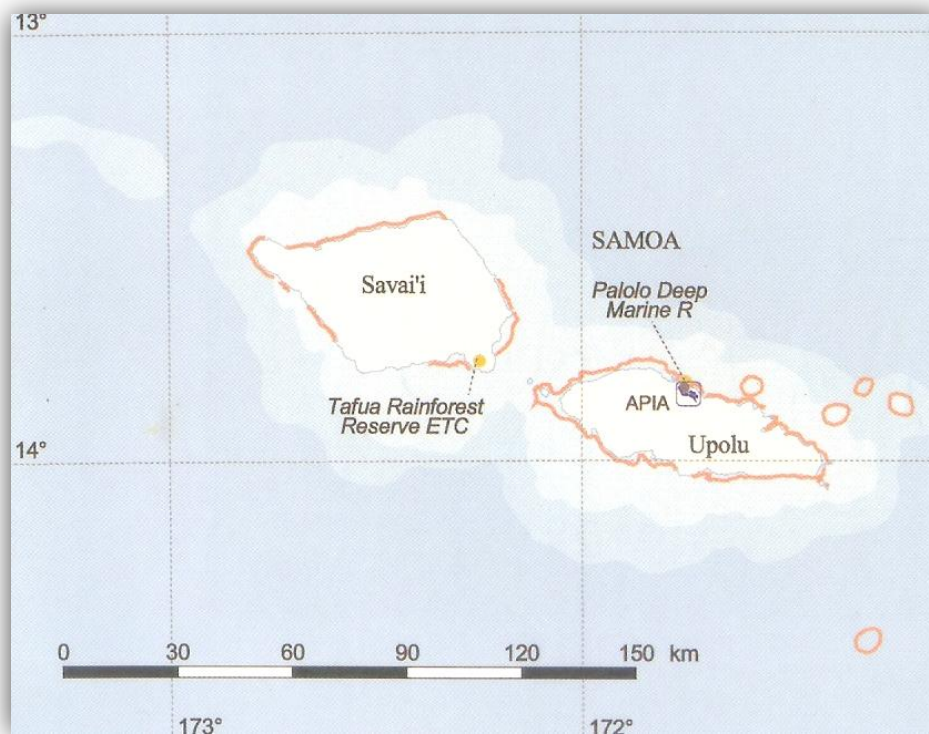 13°
SAMOA
Savai'i
Palolo Deep
Marine R
Tafua Rainforest
Reserve ETC
APIA
Upolu
14°
0 30 60 90 120 150 km
173° 172°